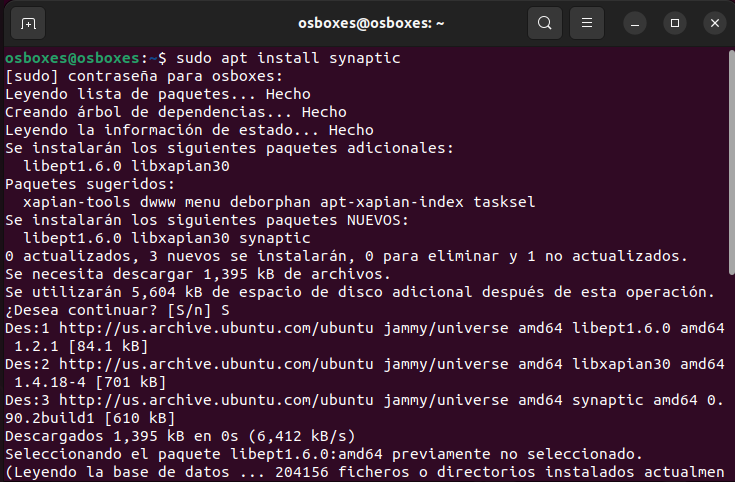 osboxes@osboxes: ~
osboxes@osboxes:~$ sudo apt install synaptic
[sudo] contraseña para osboxes:
Leyendo lista de paquetes... Hecho
Creando árbol de dependencias... Hecho
Leyendo la información de estado... Hecho
Se instalarán los siguientes paquetes adicionales:
  libept1.6.0 libxapian30
Paquetes sugeridos:
  xapian-tools dwww menu deborphan apt-xapian-index tasksel
Se instalarán los siguientes paquetes NUEVOS:
  libept1.6.0 libxapian30 synaptic
0 actualizados, 3 nuevos se instalarán, 0 para eliminar y 1 no actualizados.
Se necesita descargar 1,395 kB de archivos.
Se utilizarán 5,604 kB de espacio de disco adicional después de esta operación.
¿Desea continuar? [S/n] S
Des:1 http://us.archive.ubuntu.com/ubuntu jammy/universe amd64 libept1.6.0 amd64
 1.2.1 [84.1 kB]
Des:2 http://us.archive.ubuntu.com/ubuntu jammy/universe amd64 libxapian30 amd64
 1.4.18-4 [701 kB]
Des:3 http://us.archive.ubuntu.com/ubuntu jammy/universe amd64 synaptic amd64 0.
90.2build1 [610 kB]
Descargados 1,395 kB en 0s (6,412 kB/s)
Seleccionando el paquete libept1.6.0:amd64 previamente no seleccionado.
(Leyendo la base de datos ... 204156 ficheros o directorios instalados actualmen